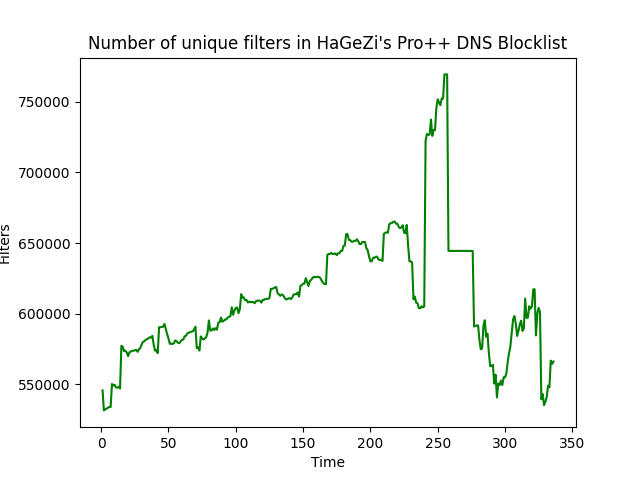 Number of unique filters in HaGeZi's Pro++ DNS Blocklist
Filters
750000
700000
650000
600000
550000
0 50 100 150 200 250 300 350
Time